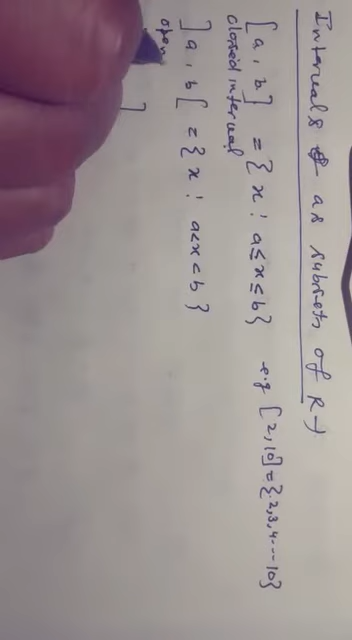 Intervals as subsets of R →
[a, b] = {x : a ≤ x ≤ b} e.g [2, 10] = {2, 3, 4 .... 10}
closed interval
]a, b[ = {x : a < x < b}
open
]